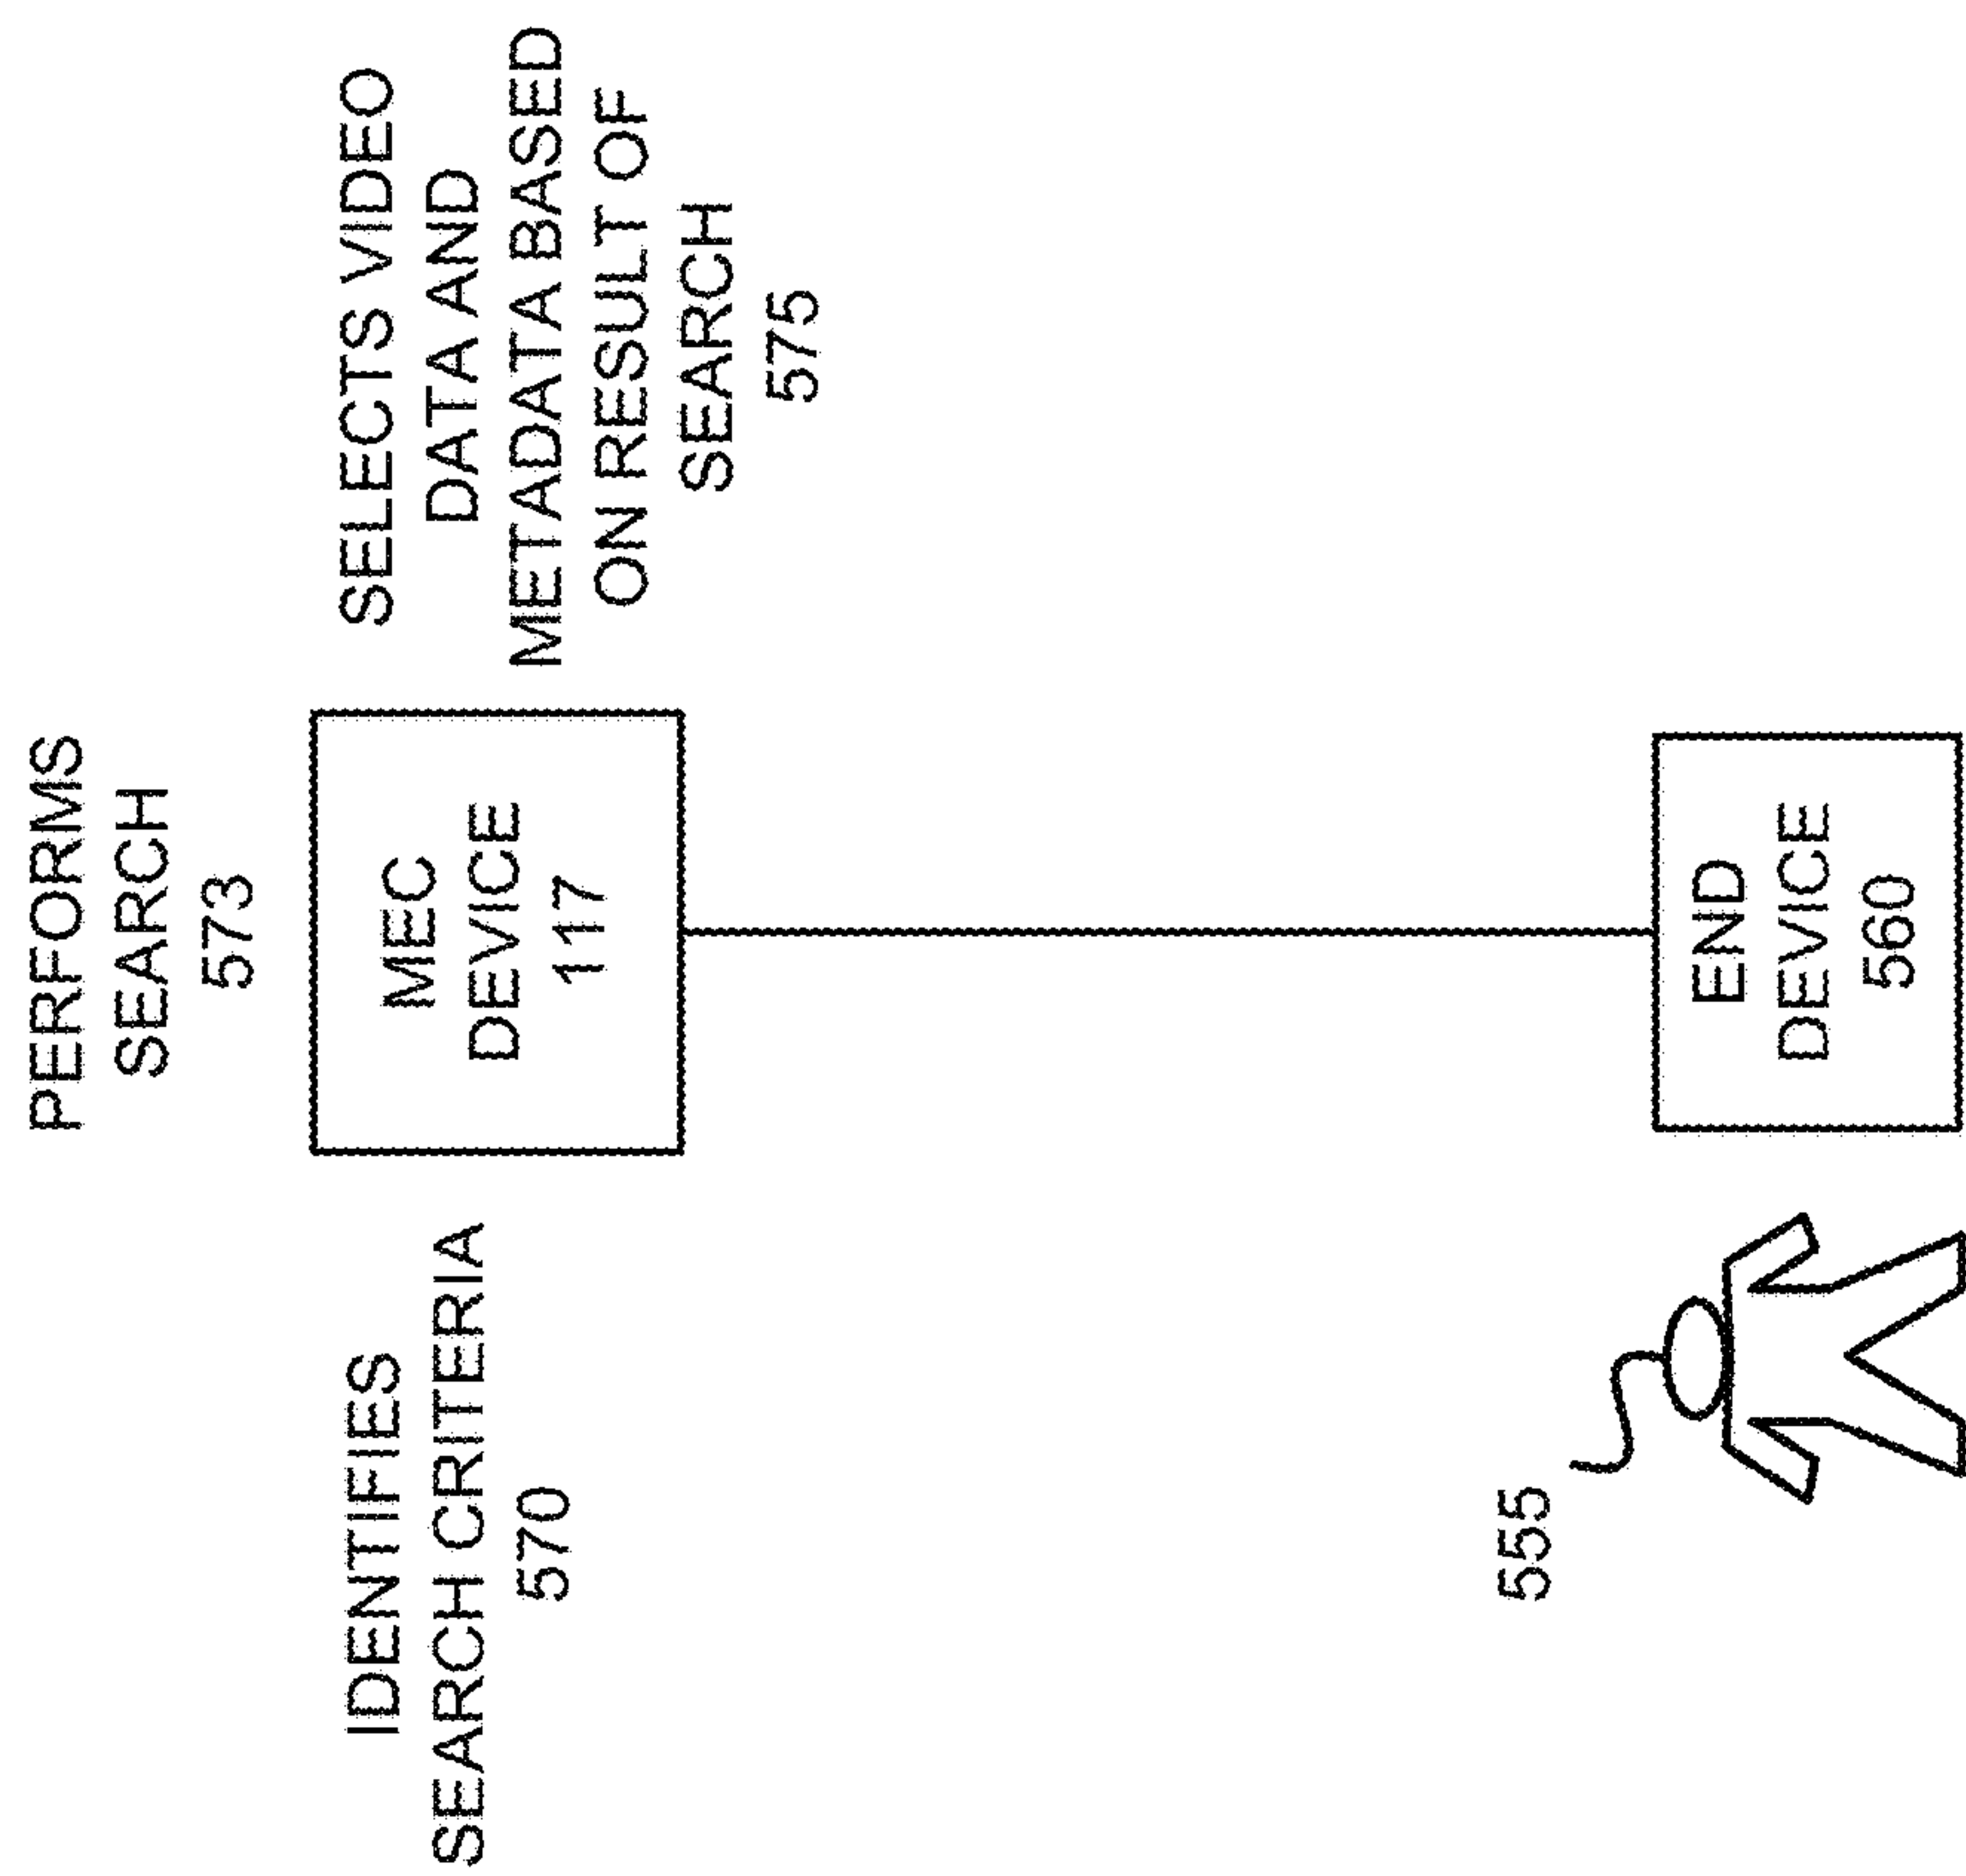 PERFORMS
SEARCH
573
IDENTIFIES
SEARCH CRITERIA
570
MEC
DEVICE
117
SELECTS VIDEO
DATA AND
METADATA BASED
ON RESULT OF
SEARCH
575
555
END
DEVICE
560